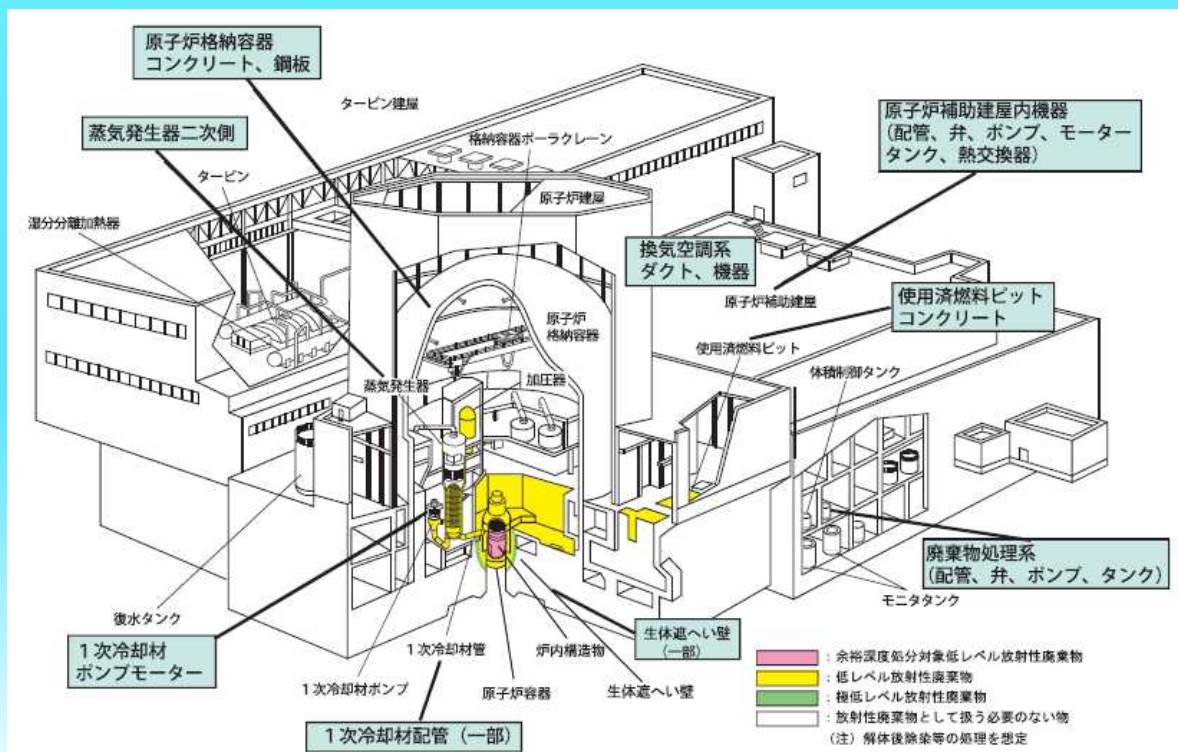 原子炉格納容器
コンクリート、鋼板
タービン建屋
原子炉補助建屋内機器
(配管、弁、ポンプ、モーター
タンク、熱交換器)
蒸気発生器二次側
格納容器ポーラクレーン
タービン
原子炉建屋
湿分分離加熱器
換気空調系
ダクト、機器
使用済燃料ピット
コンクリート
原子炉補助建屋
原子炉
格納容器
使用済燃料ピット
体積制御タンク
蒸気発生器
加圧器
廃棄物処理系
(配管、弁、ポンプ、タンク)
モニタタンク
復水タンク
1次冷却材
ポンプモーター
1次冷却材管
炉内構造物
生体遮へい壁
(一部)
1次冷却材ポンプ
原子炉容器
生体遮へい壁
1次冷却材配管(一部)
:余裕深度処分対象低レベル放射性廃棄物
:低レベル放射性廃棄物
:極低レベル放射性廃棄物
:放射性廃棄物として扱う必要のない物
(注)解体後除染等の処理を想定